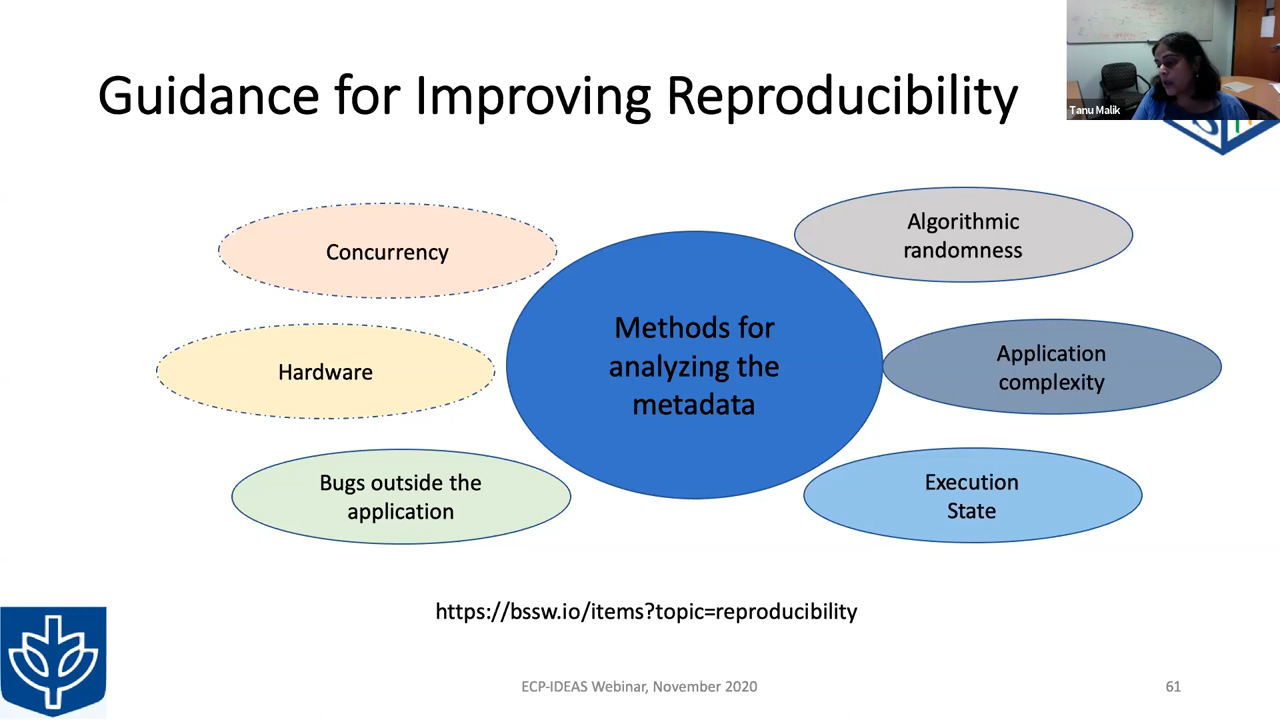 Guidance for Improving Reproducibility
Tanu Malik
Concurrency
Algorithmic
randomness
Methods for
analyzing the
metadata
Hardware
Application
complexity
Bugs outside the
application
Execution
State
https://bssw.io/items?topic=reproducibility
ECP-IDEAS Webinar, November 2020
61